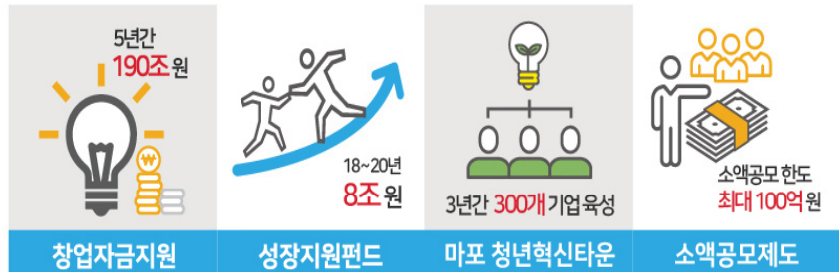 5년간
190조 원
₩
창업자금지원
18~20년
8조 원
성장지원펀드
3년간 300개 기업 육성
마포 청년혁신타운
소액공모 한도
최대 100억 원
소액공모제도